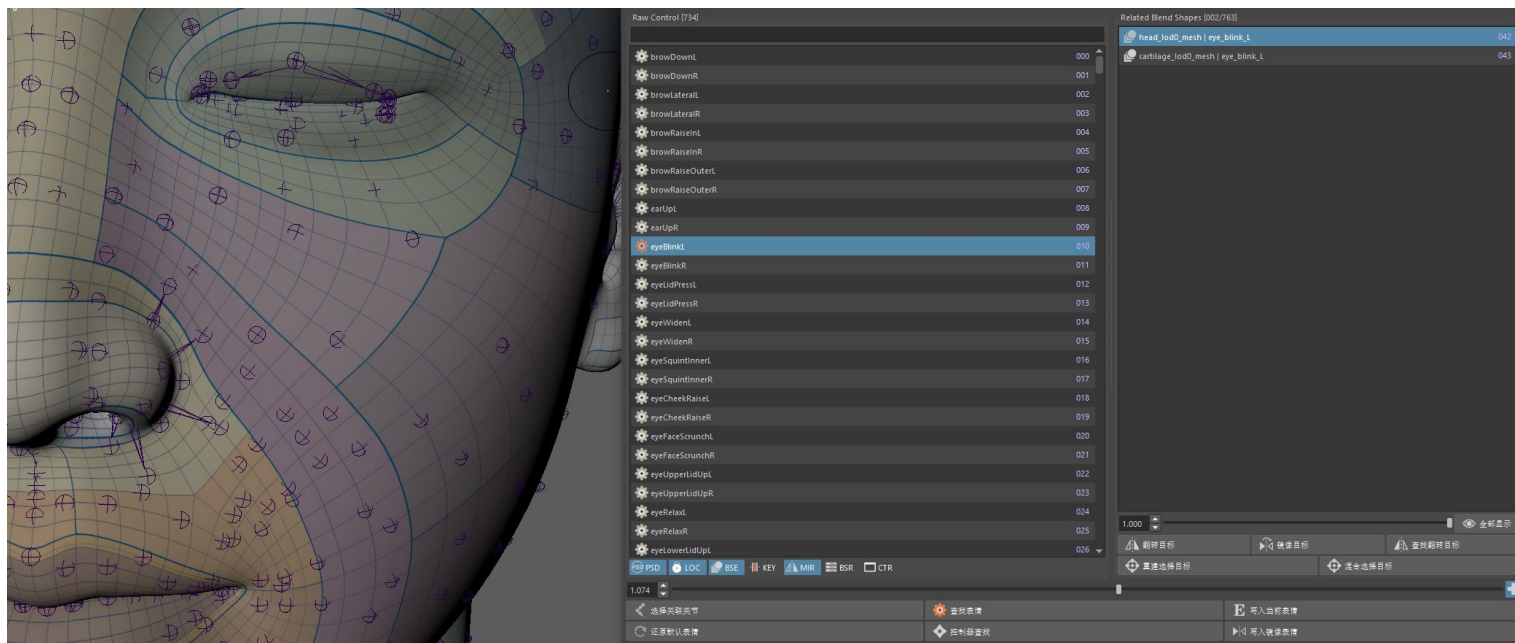 Raw Control [734]
browDownL 000
browDownR 001
browLateralL 002
browLateralR 003
browRaiseInL 004
browRaiseInR 005
browRaiseOuterL 006
browRaiseOuterR 007
earUpL 008
earUpR 009
eyeBlinkL 010
eyeBlinkR 011
eyeLidPressL 012
eyeLidPressR 013
eyeWidenL 014
eyeWidenR 015
eyeSquintInnerL 016
eyeSquintInnerR 017
eyeCheekRaiseL 018
eyeCheekRaiseR 019
eyeFaceScrunchL 020
eyeFaceScrunchR 021
eyeUpperLidUpL 022
eyeUpperLidUpR 023
eyeRelaxL 024
eyeRelaxR 025
eyeLowerLidUpL 026
PSD PSD LOC BSE KEY MIR BSR CTR
Related Blend Shapes [002/763]
head_lod0_mesh | eye_blink_L 042
cartilage_lod0_mesh | eye_blink_L 043
1.000 全部显示
翻转目标 镜像目标 查找翻转目标
重建选择目标 混合选择目标
1.074
选择关联关节 查找表情 E 写入当前表情
还原默认表情 控制器查找 写入镜像表情